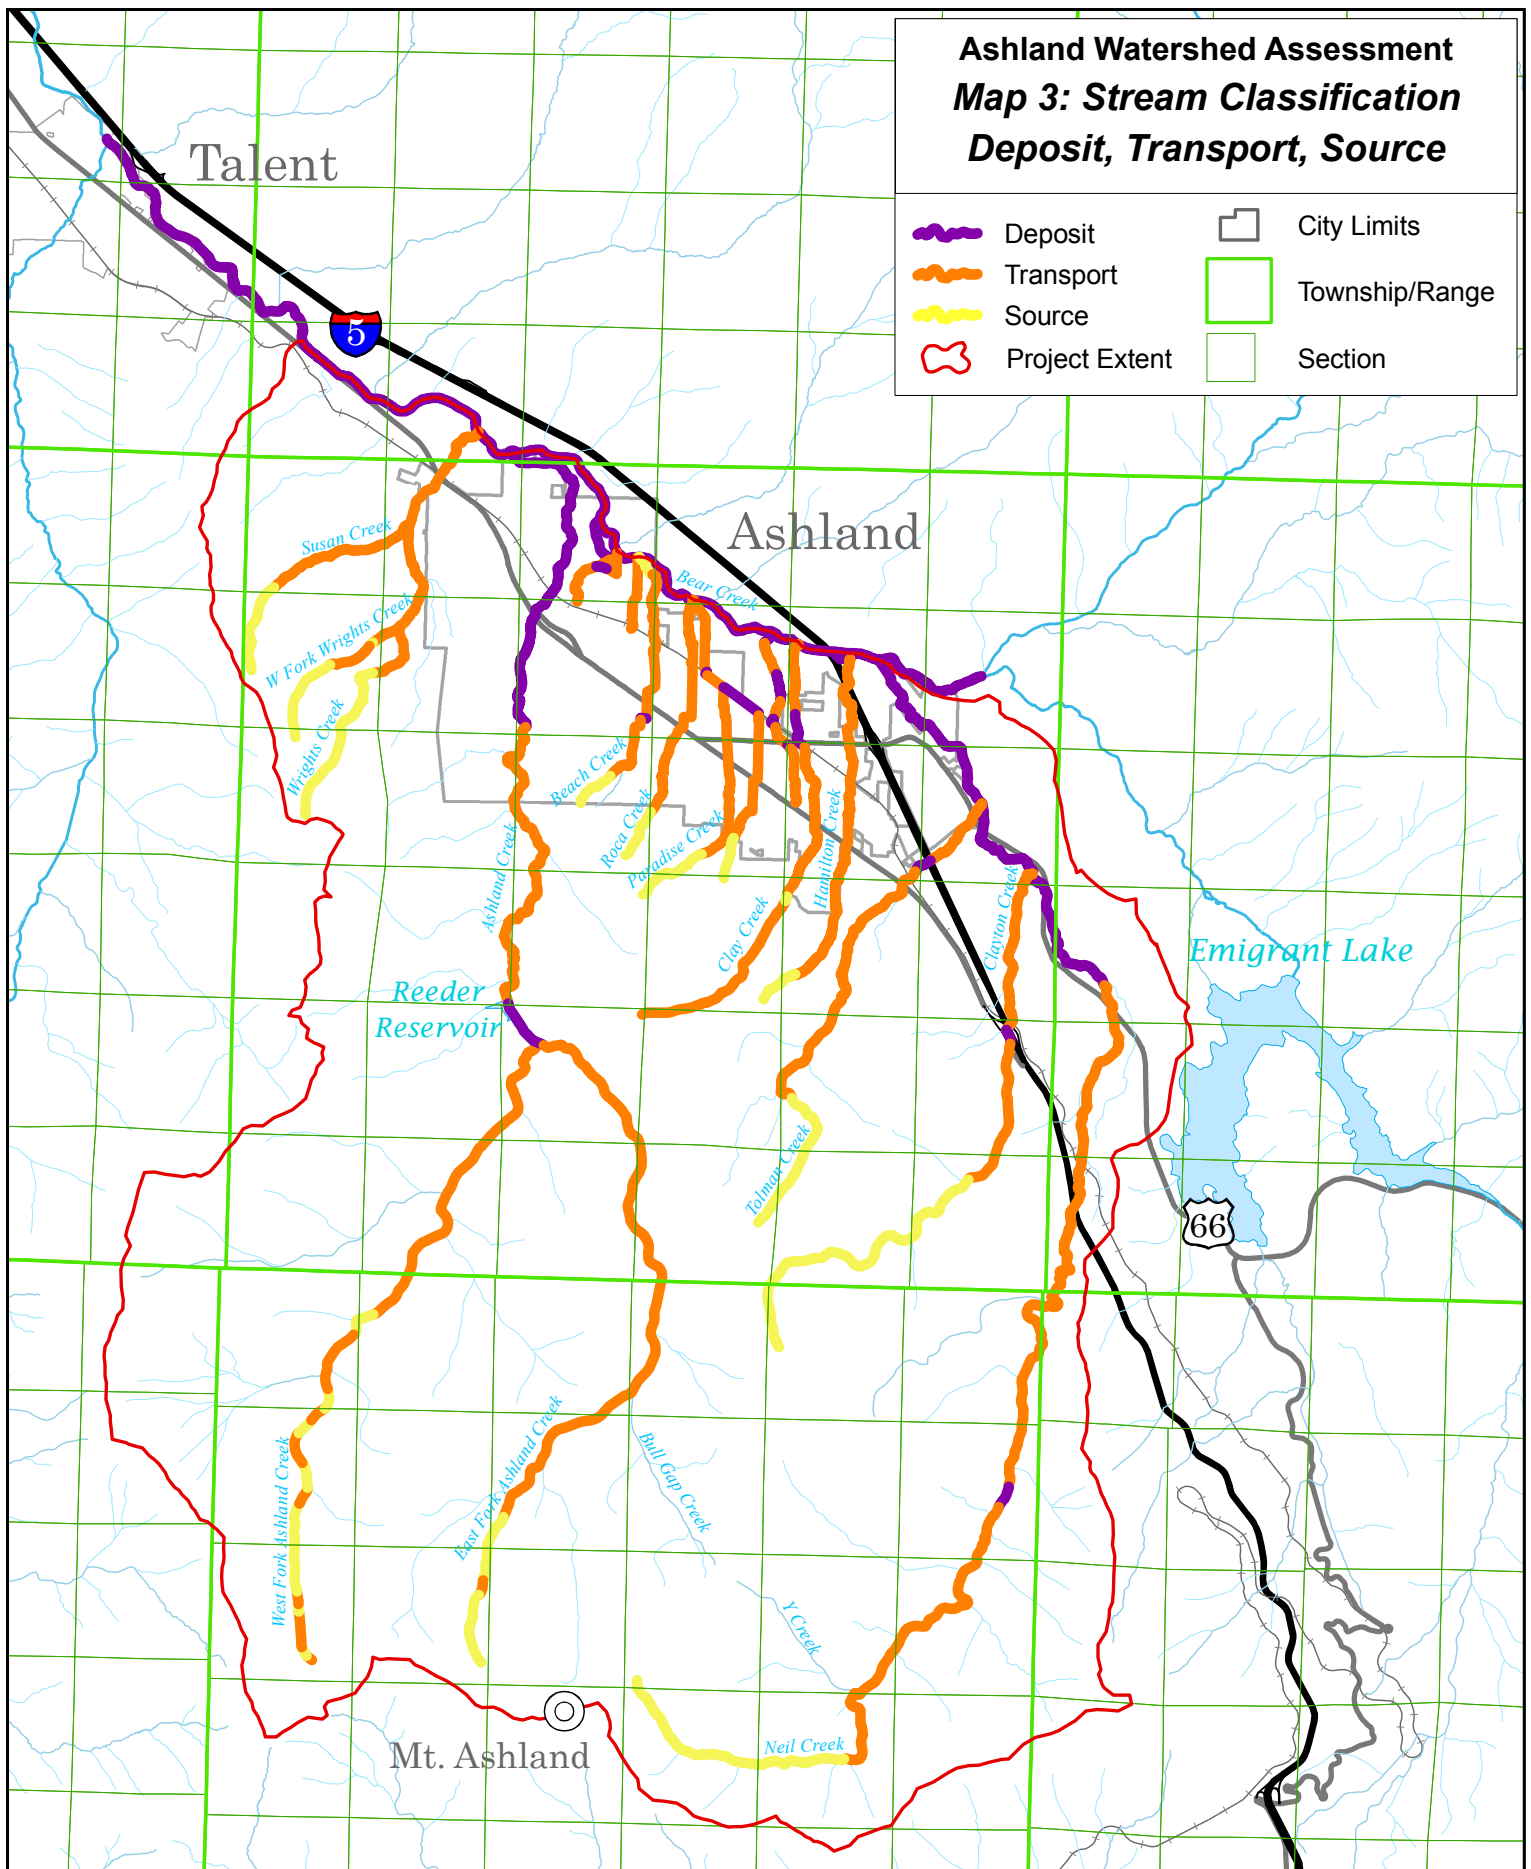 Ashland Watershed Assessment
Map 3: Stream Classification
Deposit, Transport, Source
Deposit
Transport
Source
Project Extent
City Limits
Township/Range
Section
Talent
5
Ashland
Bear Creek
Susan Creek
W Fork Wrights Creek
Wrights Creek
Beach Creek
Roca Creek
Paradise Creek
Hamilton Creek
Ashland Creek
Clay Creek
Clayton Creek
Emigrant Lake
Reeder
Reservoir
Tolman Creek
66
West Fork Ashland Creek
East Fork Ashland Creek
Bull Gap Creek
Y Creek
Neil Creek
Mt. Ashland